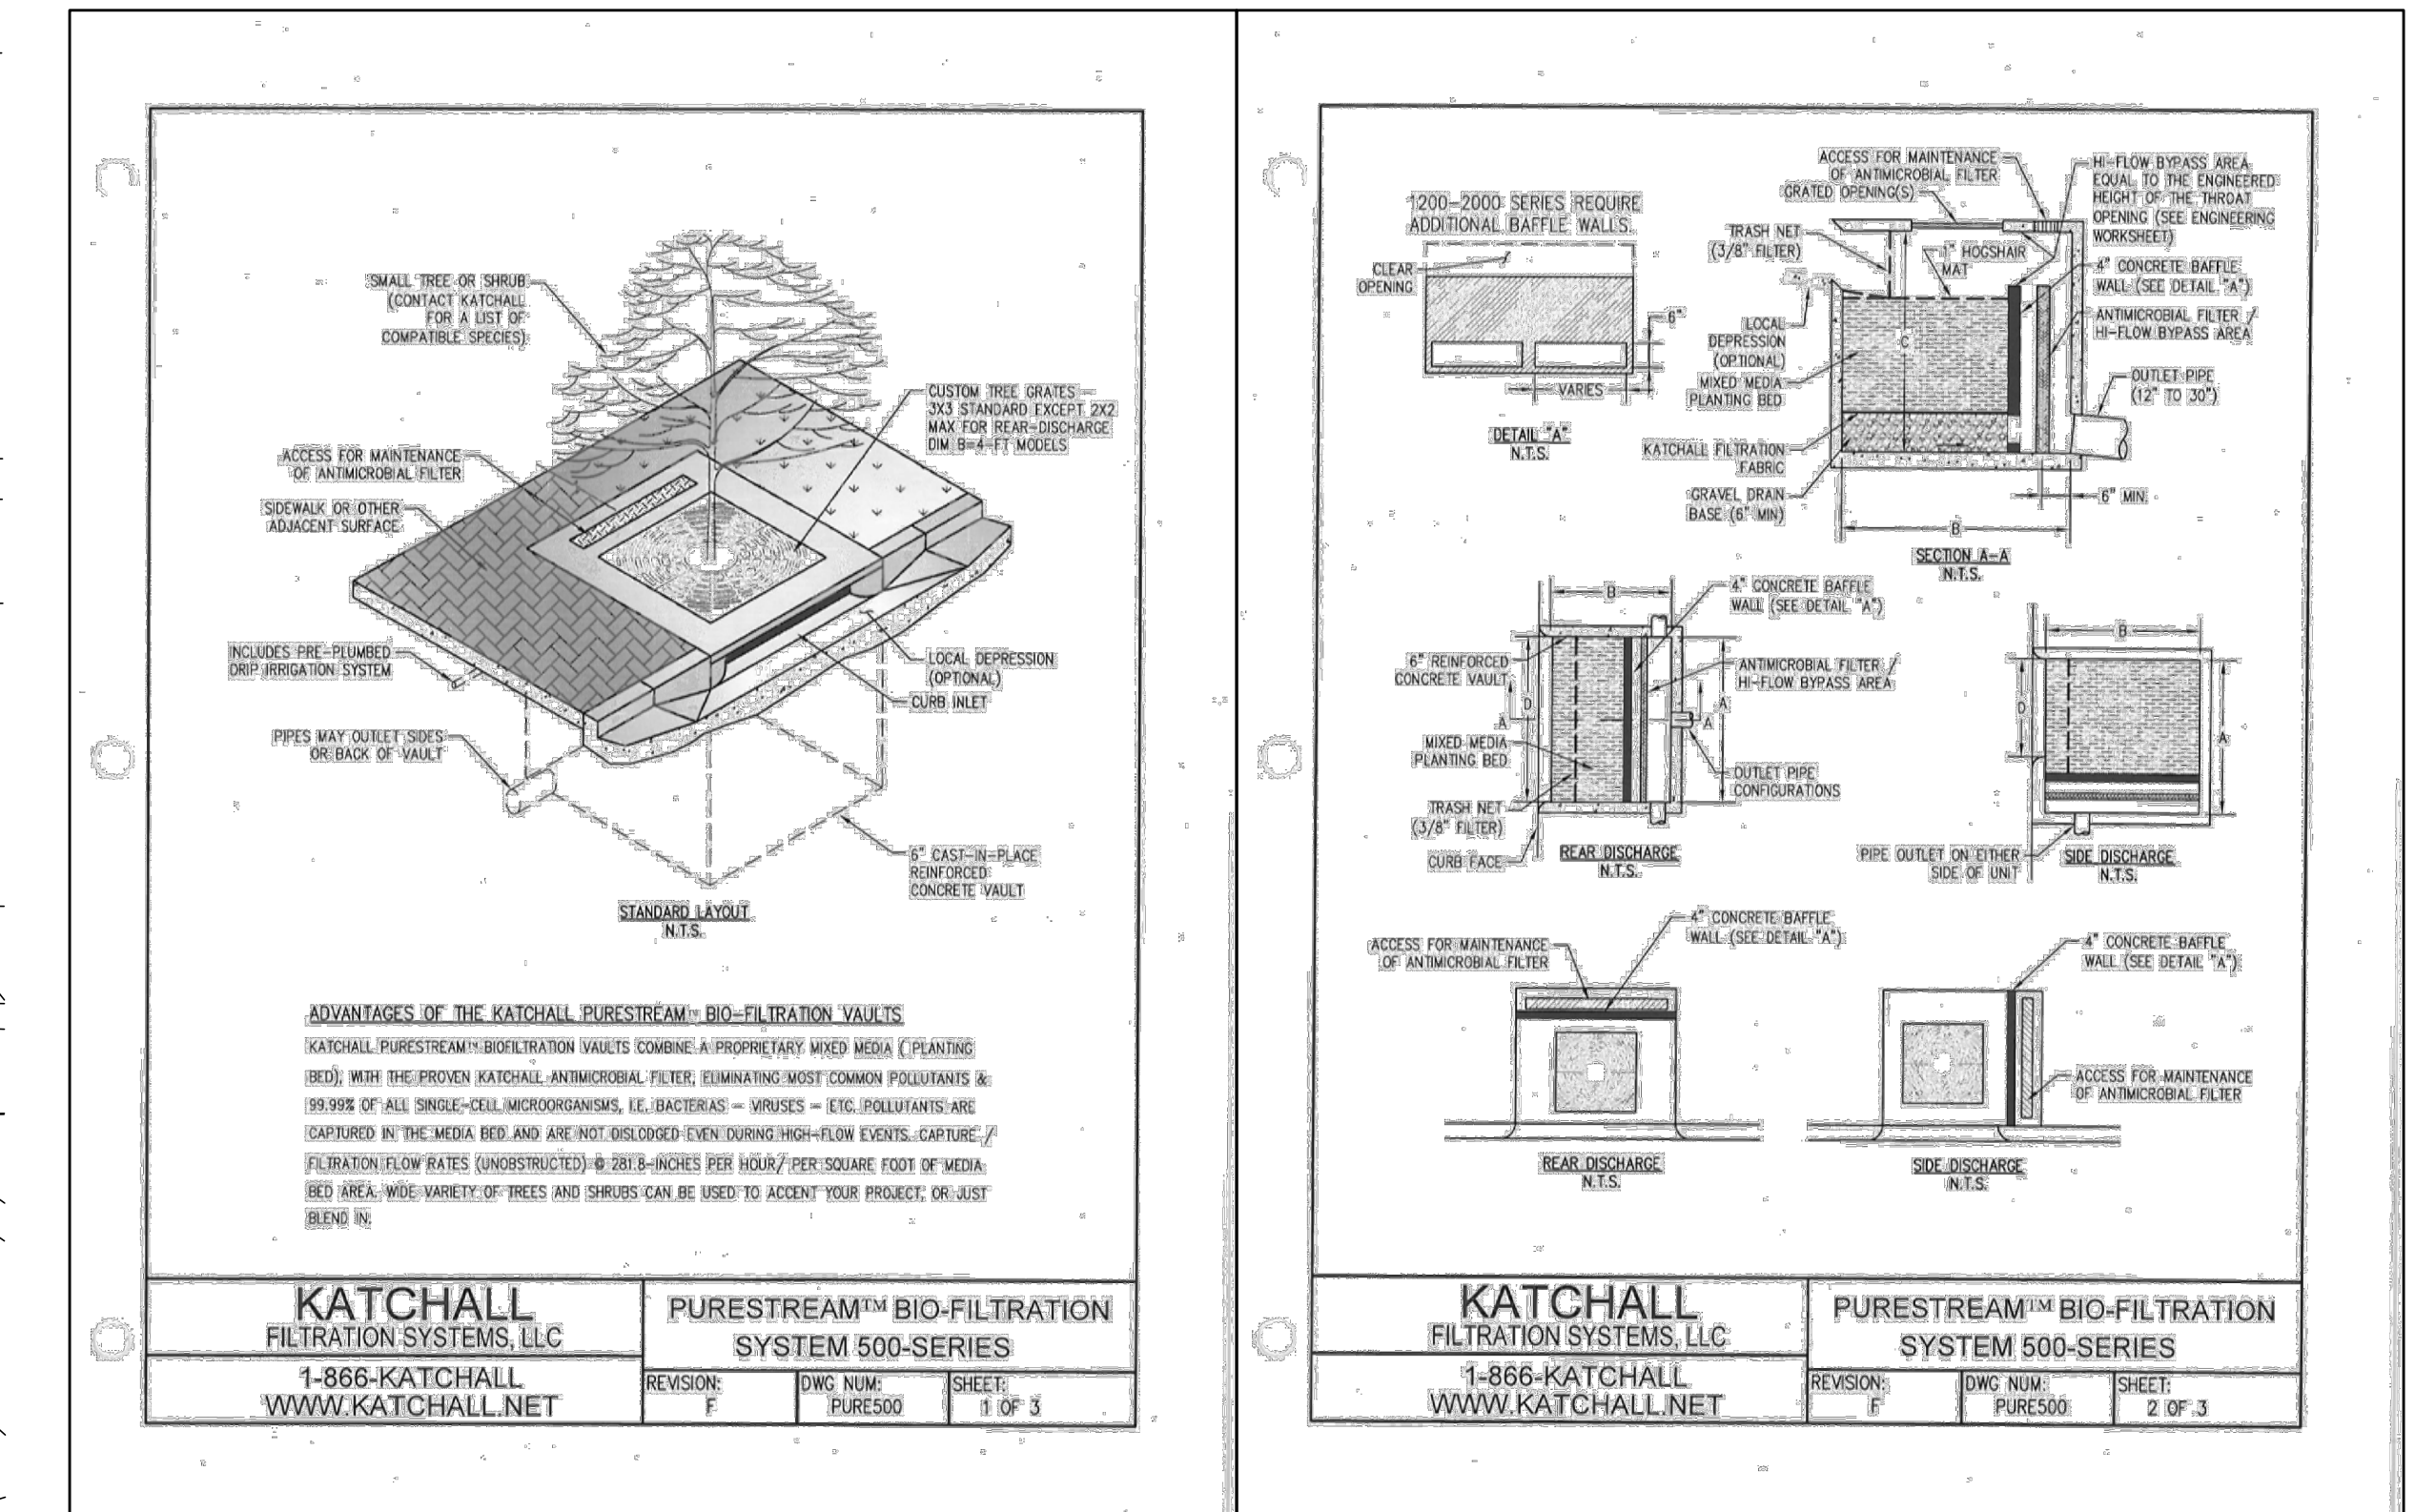 SMALL TREE OR SHRUB
(CONTACT KATCHALL
FOR A LIST OF
COMPATIBLE SPECIES)
CUSTOM TREE GRATES
3X3 STANDARD EXCEPT 2X2
MAX FOR REAR-DISCHARGE
DIM B=4-FT MODELS
ACCESS FOR MAINTENANCE
OF ANTIMICROBIAL FILTER
SIDEWALK OR OTHER
ADJACENT SURFACE
INCLUDES PRE-PLUMBED
DRIP IRRIGATION SYSTEM
LOCAL DEPRESSION
(OPTIONAL)
CURB INLET
PIPES MAY OUTLET SIDES
OR BACK OF VAULT
6" CAST-IN-PLACE
REINFORCED
CONCRETE VAULT
STANDARD LAYOUT
N.T.S.
ADVANTAGES OF THE KATCHALL PURESTREAM™ BIO-FILTRATION VAULTS
KATCHALL PURESTREAM™ BIOFILTRATION VAULTS COMBINE A PROPRIETARY MIXED MEDIA ( PLANTING
BED), WITH THE PROVEN KATCHALL ANTIMICROBIAL FILTER, ELIMINATING MOST COMMON POLLUTANTS &
99.99% OF ALL SINGLE-CELL MICROORGANISMS, I.E. BACTERIAS - VIRUSES - ETC. POLLUTANTS ARE
CAPTURED IN THE MEDIA BED AND ARE NOT DISLODGED EVEN DURING HIGH-FLOW EVENTS. CAPTURE /
FILTRATION FLOW RATES (UNOBSTRUCTED) @ 281.8-INCHES PER HOUR/ PER SQUARE FOOT OF MEDIA
BED AREA. WIDE VARIETY OF TREES AND SHRUBS CAN BE USED TO ACCENT YOUR PROJECT, OR JUST
BLEND IN.
KATCHALL
FILTRATION SYSTEMS, LLC
1-866-KATCHALL
WWW.KATCHALL.NET
PURESTREAM™ BIO-FILTRATION
SYSTEM 500-SERIES
REVISION:
F
DWG NUM:
PURE500
SHEET:
1 OF 3
1200-2000 SERIES REQUIRE
ADDITIONAL BAFFLE WALLS.
CLEAR
OPENING
6"
VARIES
DETAIL "A"
N.T.S.
ACCESS FOR MAINTENANCE
OF ANTIMICROBIAL FILTER
GRATED OPENING(S)
HI-FLOW BYPASS AREA
EQUAL TO THE ENGINEERED
HEIGHT OF THE THROAT
OPENING (SEE ENGINEERING
WORKSHEET)
TRASH NET
(3/8" FILTER)
1" HOGSHAIR
MAT
4" CONCRETE BAFFLE
WALL (SEE DETAIL "A")
ANTIMICROBIAL FILTER /
HI-FLOW BYPASS AREA
LOCAL
DEPRESSION
(OPTIONAL)
C
MIXED MEDIA
PLANTING BED
OUTLET PIPE
(12" TO 30")
KATCHALL FILTRATION
FABRIC
GRAVEL DRAIN
BASE (6" MIN)
6" MIN
B
SECTION A-A
N.T.S.
B
4" CONCRETE BAFFLE
WALL (SEE DETAIL "A")
6" REINFORCED
CONCRETE VAULT
ANTIMICROBIAL FILTER /
HI-FLOW BYPASS AREA
D
A
A
A
MIXED MEDIA
PLANTING BED
OUTLET PIPE
CONFIGURATIONS
TRASH NET
(3/8" FILTER)
CURB FACE
REAR DISCHARGE
N.T.S.
B
D
A
PIPE OUTLET ON EITHER
SIDE OF UNIT
SIDE DISCHARGE
N.T.S.
4" CONCRETE BAFFLE
WALL (SEE DETAIL "A")
ACCESS FOR MAINTENANCE
OF ANTIMICROBIAL FILTER
REAR DISCHARGE
N.T.S.
4" CONCRETE BAFFLE
WALL (SEE DETAIL "A")
ACCESS FOR MAINTENANCE
OF ANTIMICROBIAL FILTER
SIDE DISCHARGE
N.T.S.
KATCHALL
FILTRATION SYSTEMS, LLC
1-866-KATCHALL
WWW.KATCHALL.NET
PURESTREAM™ BIO-FILTRATION
SYSTEM 500-SERIES
REVISION:
F
DWG NUM:
PURE500
SHEET:
2 OF 3